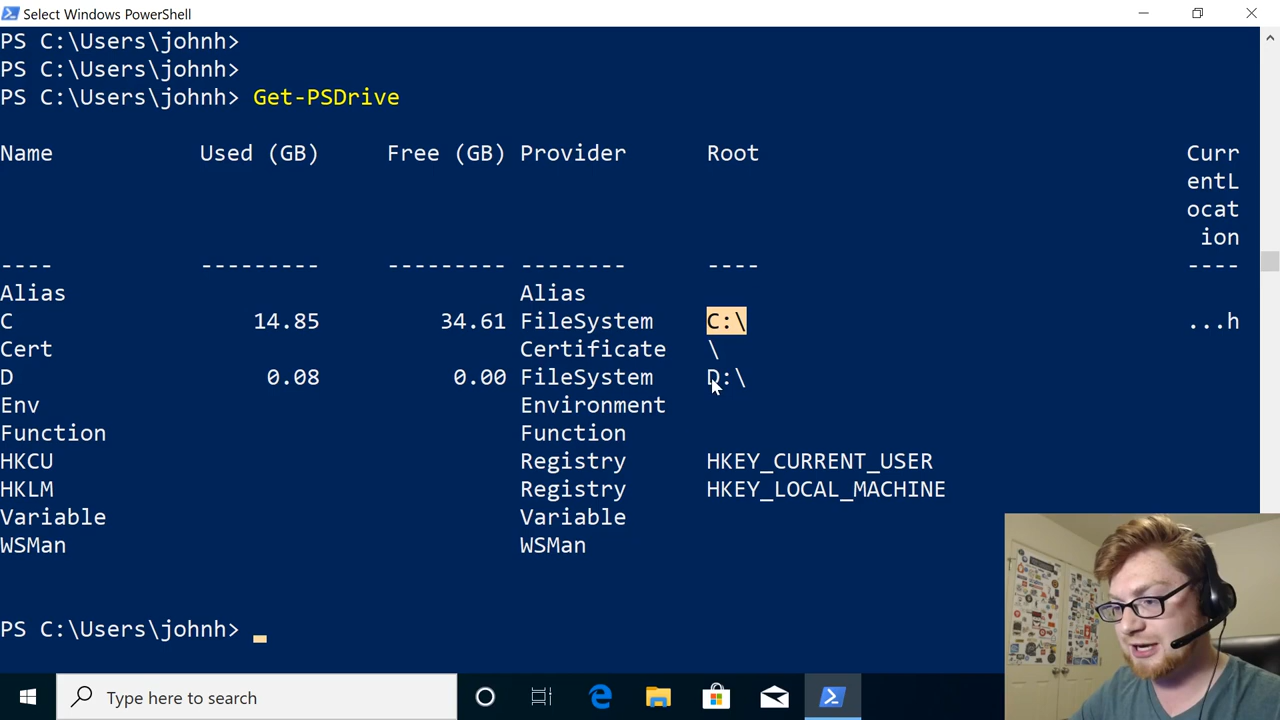 Select Windows PowerShell
PS C:\Users\johnh>
PS C:\Users\johnh>
PS C:\Users\johnh> Get-PSDrive
Name Used (GB) Free (GB) Provider Root Curr
entL
ocat
ion
---- --------- --------- -------- ---- ----
Alias Alias
C 14.85 34.61 FileSystem C:\ ...h
Cert Certificate \
D 0.08 0.00 FileSystem D:\
Env Environment
Function Function
HKCU Registry HKEY_CURRENT_USER
HKLM Registry HKEY_LOCAL_MACHINE
Variable Variable
WSMan WSMan
PS C:\Users\johnh>
Type here to search